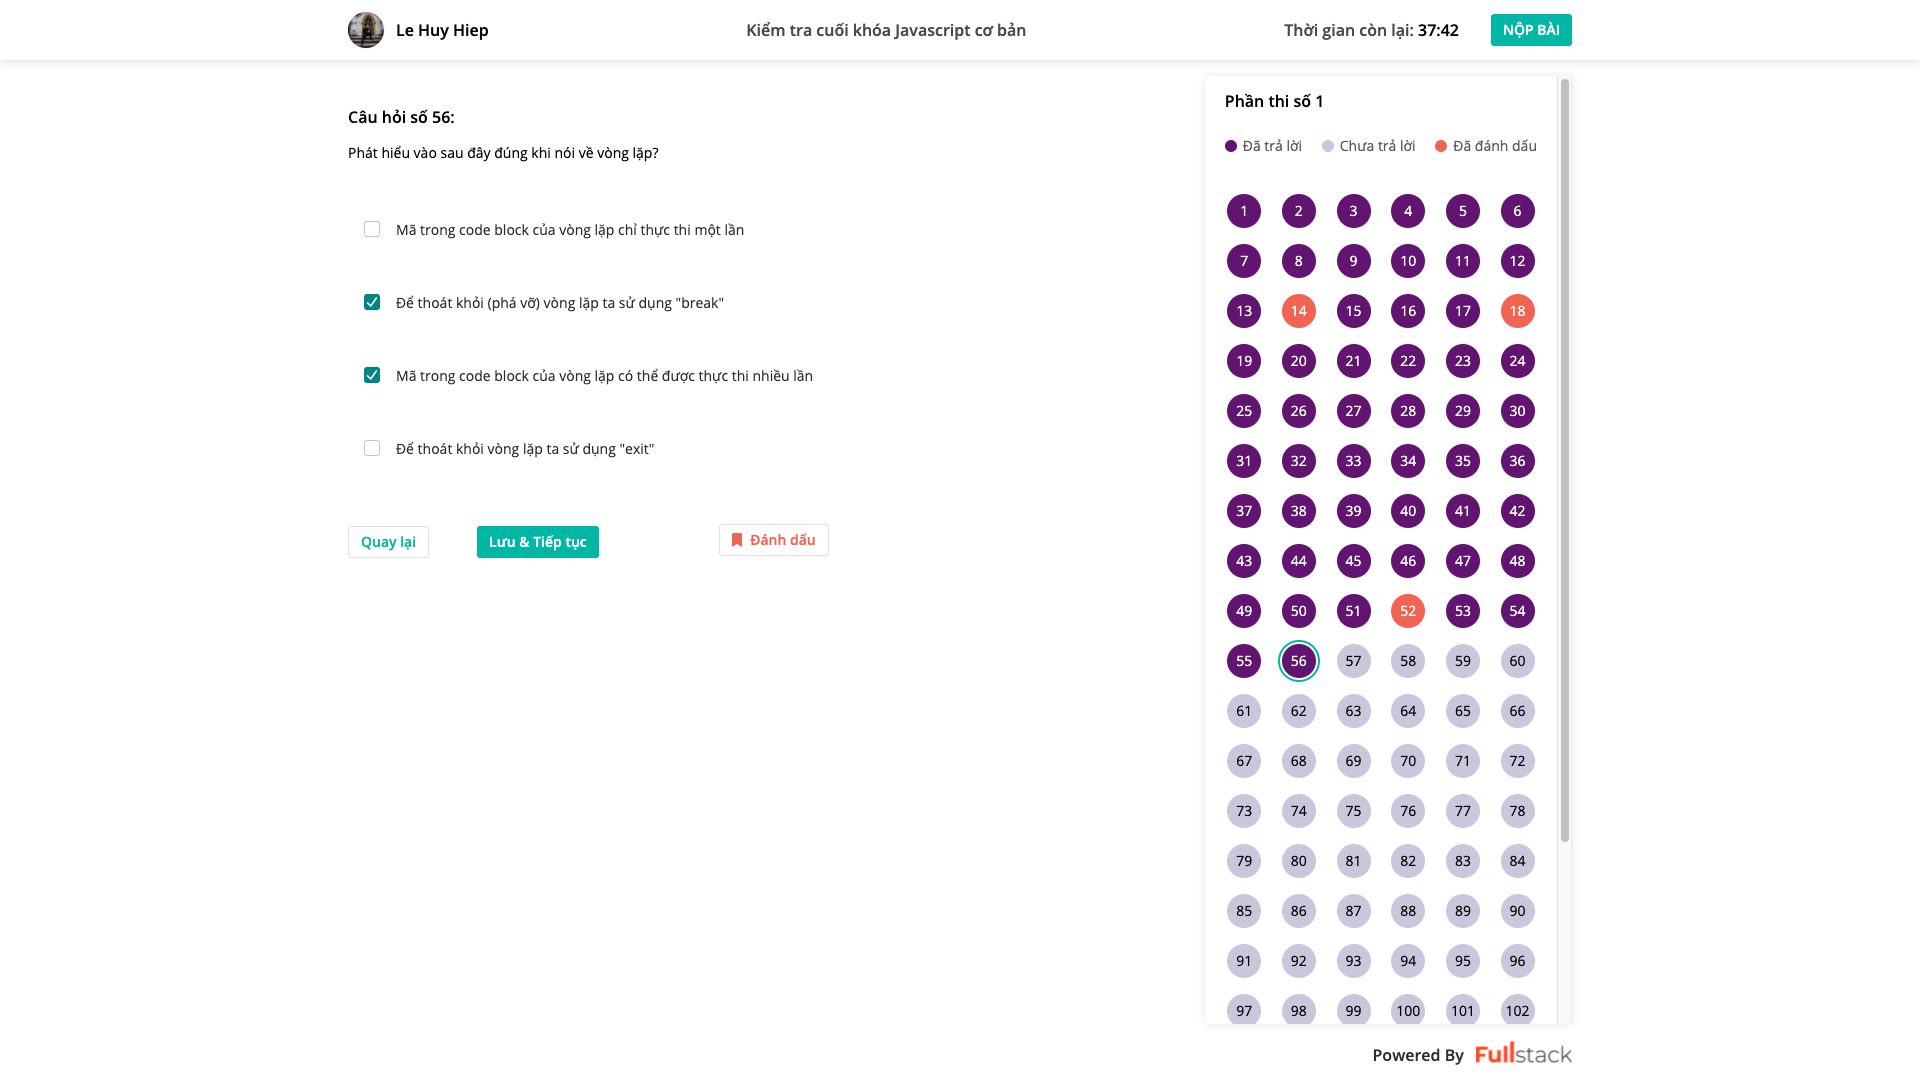 Le Huy Hiep
Kiểm tra cuối khóa Javascript cơ bản
Thời gian còn lại: 37:42
NỘP BÀI
Câu hỏi số 56:
Phát hiểu vào sau đây đúng khi nói về vòng lặp?
Mã trong code block của vòng lặp chỉ thực thi một lần
Để thoát khỏi (phá vỡ) vòng lặp ta sử dụng "break"
Mã trong code block của vòng lặp có thể được thực thi nhiều lần
Để thoát khỏi vòng lặp ta sử dụng "exit"
Quay lại
Lưu & Tiếp tục
Đánh dấu
Phần thi số 1
Đã trả lời Chưa trả lời Đã đánh dấu
1 2 3 4 5 6
7 8 9 10 11 12
13 14 15 16 17 18
19 20 21 22 23 24
25 26 27 28 29 30
31 32 33 34 35 36
37 38 39 40 41 42
43 44 45 46 47 48
49 50 51 52 53 54
55 56 57 58 59 60
61 62 63 64 65 66
67 68 69 70 71 72
73 74 75 76 77 78
79 80 81 82 83 84
85 86 87 88 89 90
91 92 93 94 95 96
97 98 99 100 101 102
Powered By Fullstack